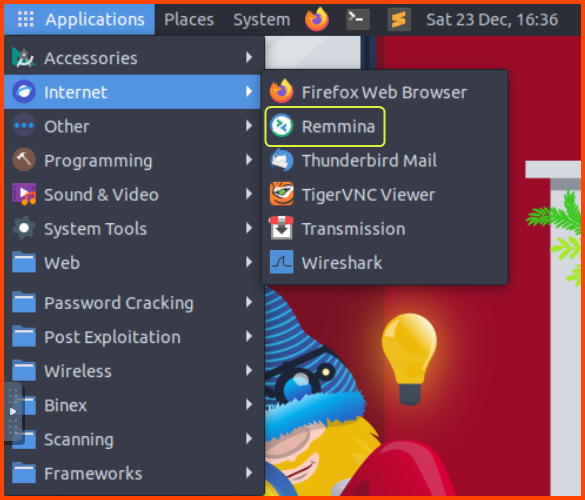 Applications Places System Sat 23 Dec, 16:36
Accessories
Internet
Other
Programming
Sound & Video
System Tools
Web
Password Cracking
Post Exploitation
Wireless
Binex
Scanning
Frameworks
Firefox Web Browser
Remmina
Thunderbird Mail
TigerVNC Viewer
Transmission
Wireshark